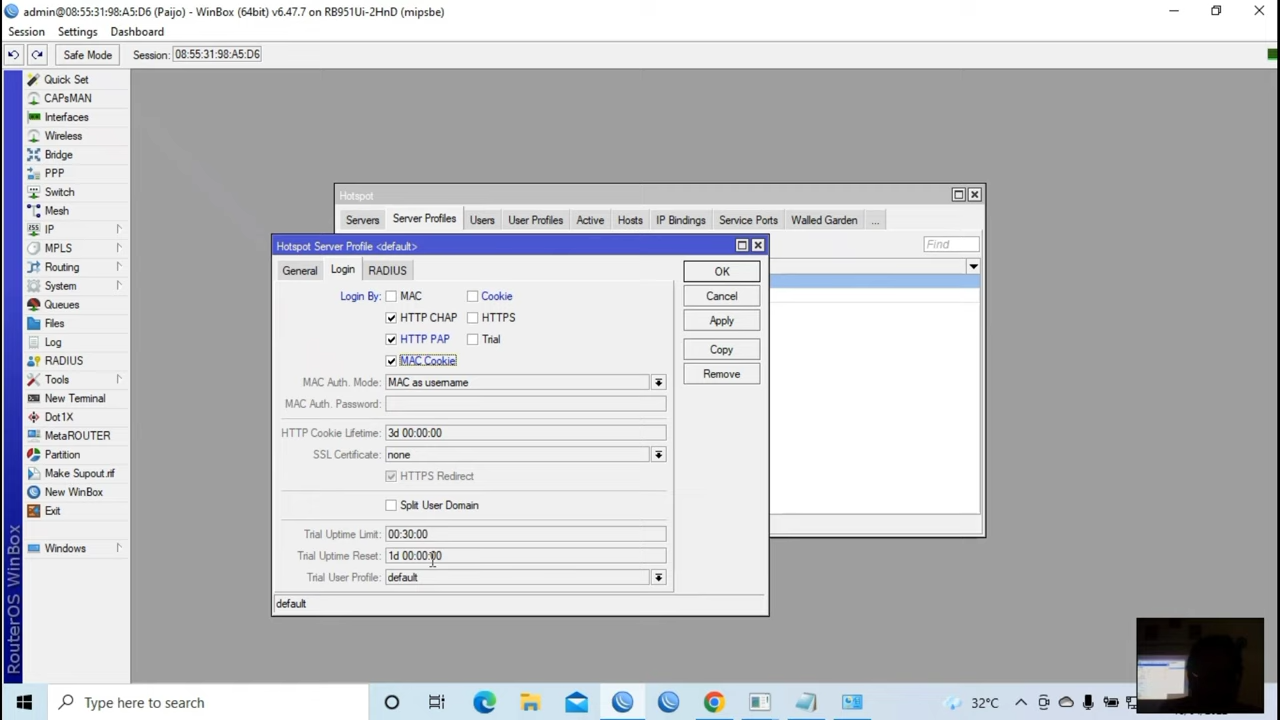 admin@08:55:31:98:A5:D6 (Paijo) - WinBox (64bit) v6.47.7 on RB951Ui-2HnD (mipsbe)
Session Settings Dashboard
Safe Mode Session: 08:55:31:98:A5:D6
Quick Set
CAPsMAN
Interfaces
Wireless
Bridge
PPP
Switch
Mesh
IP
MPLS
Routing
System
Queues
Files
Log
RADIUS
Tools
New Terminal
Dot1X
MetaROUTER
Partition
Make Supout.rif
New WinBox
Exit
Windows
RouterOS WinBox
Hotspot
Servers Server Profiles Users User Profiles Active Hosts IP Bindings Service Ports Walled Garden ...
Find
Hotspot Server Profile <default>
General Login RADIUS
Login By: MAC Cookie
HTTP CHAP HTTPS
HTTP PAP Trial
MAC Cookie
MAC Auth. Mode: MAC as username
MAC Auth. Password:
HTTP Cookie Lifetime: 3d 00:00:00
SSL Certificate: none
HTTPS Redirect
Split User Domain
Trial Uptime Limit: 00:30:00
Trial Uptime Reset: 1d 00:00:00
Trial User Profile: default
default
OK
Cancel
Apply
Copy
Remove
Type here to search
32°C